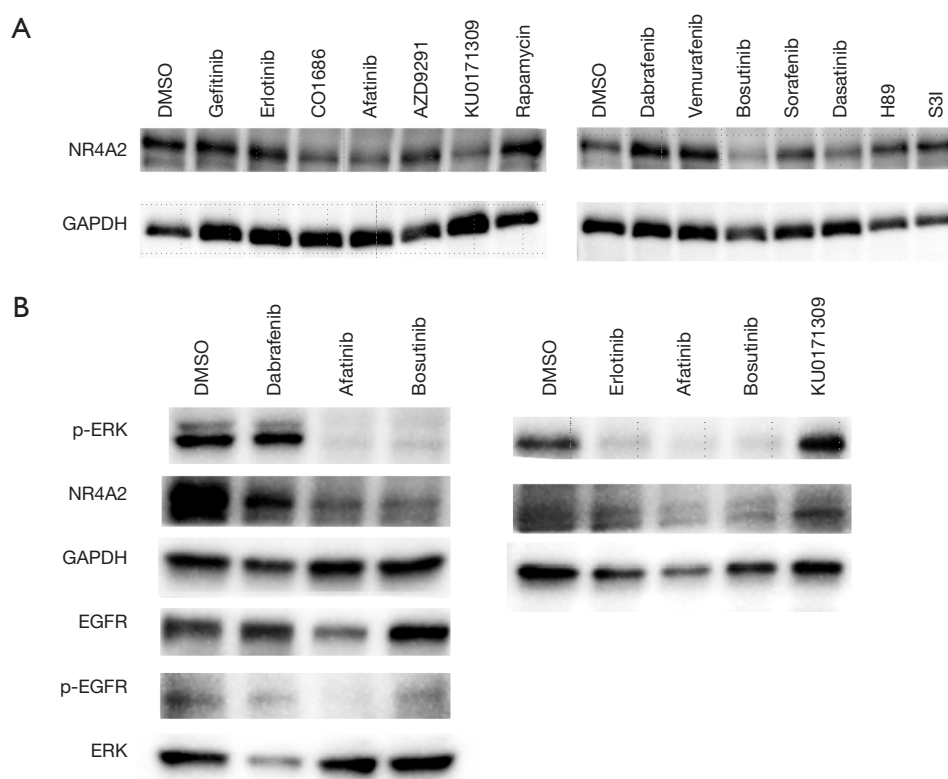 A
DMSO
Gefitinib
Erlotinib
CO1686
Afatinib
AZD9291
KU0171309
Rapamycin
DMSO
Dabrafenib
Vemurafenib
Bosutinib
Sorafenib
Dasatinib
H89
S3I
NR4A2
GAPDH
B
DMSO
Dabrafenib
Afatinib
Bosutinib
DMSO
Erlotinib
Afatinib
Bosutinib
KU0171309
p-ERK
NR4A2
GAPDH
EGFR
p-EGFR
ERK